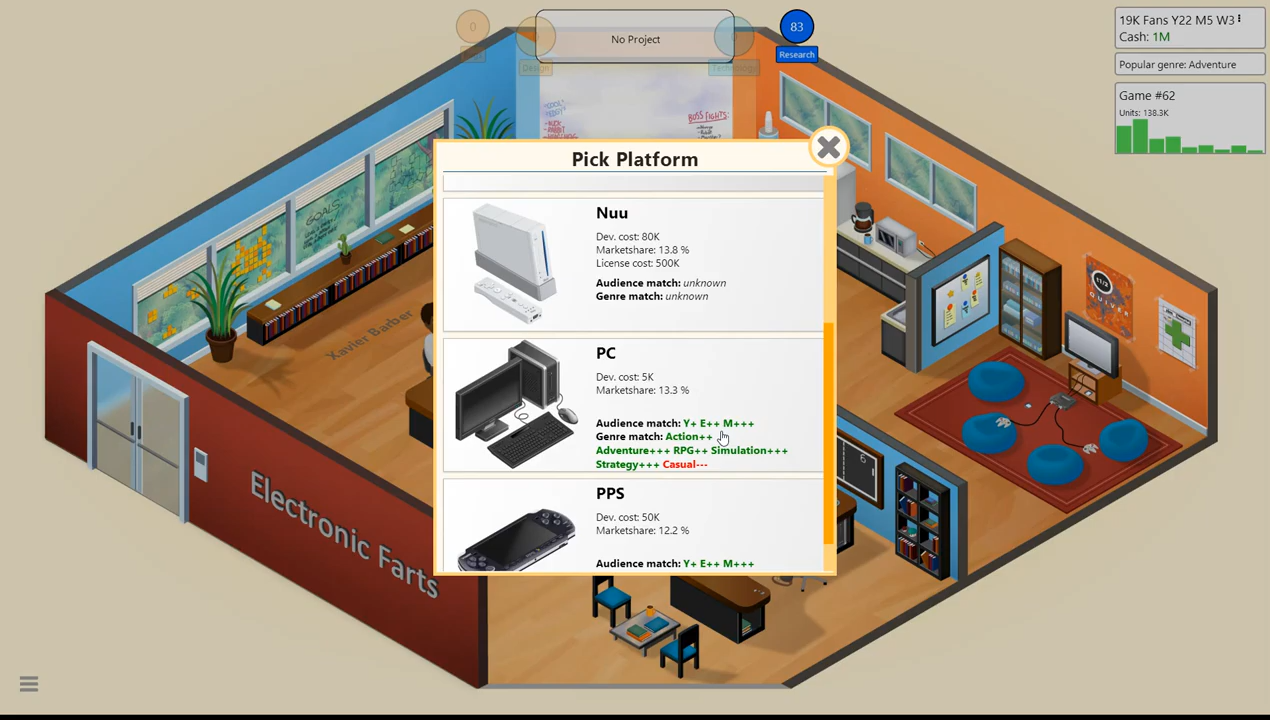 0
No Project
83
Research
Design
Technology
19K Fans Y22 M5 W3
Cash: 1M
Popular genre: Adventure
Game #62
Units: 138.3K
BOSS FIGHTS:
GOALS:
Pick Platform
Nuu
Dev. cost: 80K
Marketshare: 13.8 %
License cost: 500K
Audience match: unknown
Genre match: unknown
PC
Dev. cost: 5K
Marketshare: 13.3 %
Audience match: Y+ E++ M+++
Genre match: Action++
Adventure+++ RPG++ Simulation+++
Strategy+++ Casual---
PPS
Dev. cost: 50K
Marketshare: 12.2 %
Audience match: Y+ E++ M+++
Xavier Barber
Electronic Farts